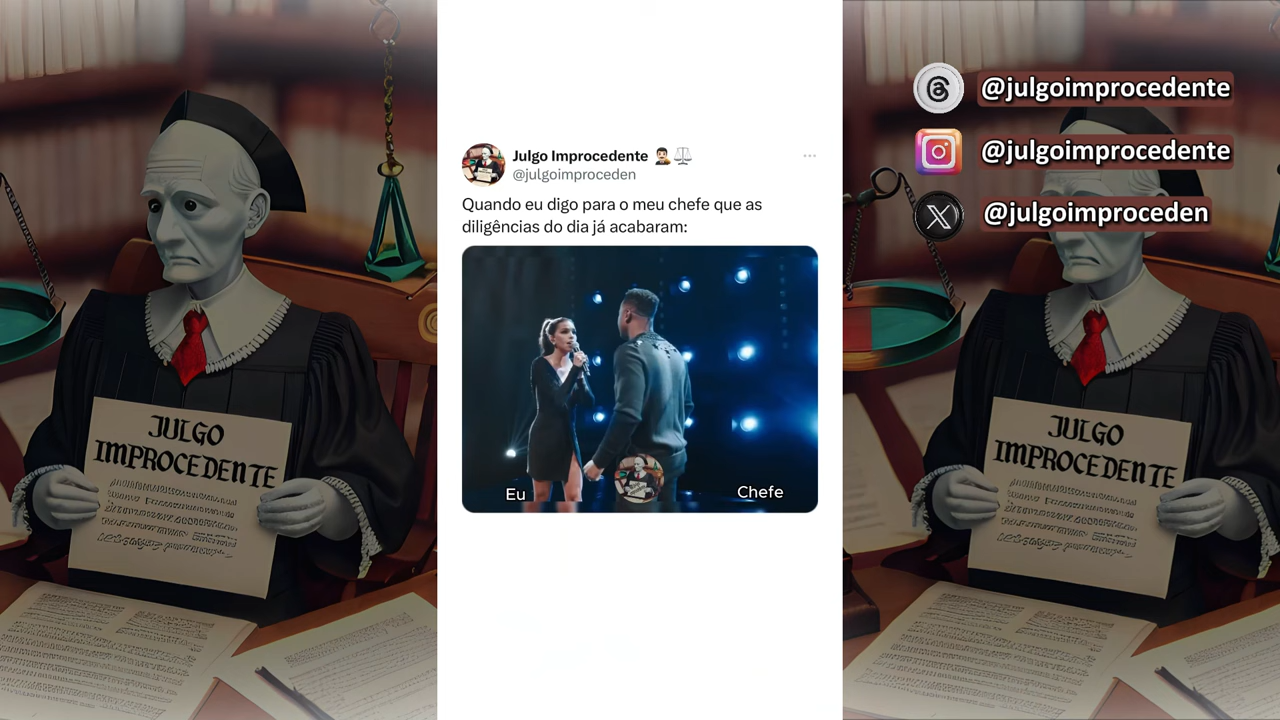 JULGO
IMPROCEDENTE
Julgo Improcedente
@julgoimproceden
Quando eu digo para o meu chefe que as
diligências do dia já acabaram:
Eu
Chefe
@julgoimprocedente
@julgoimprocedente
@julgoimproceden
JULGO
IMPROCEDENTE